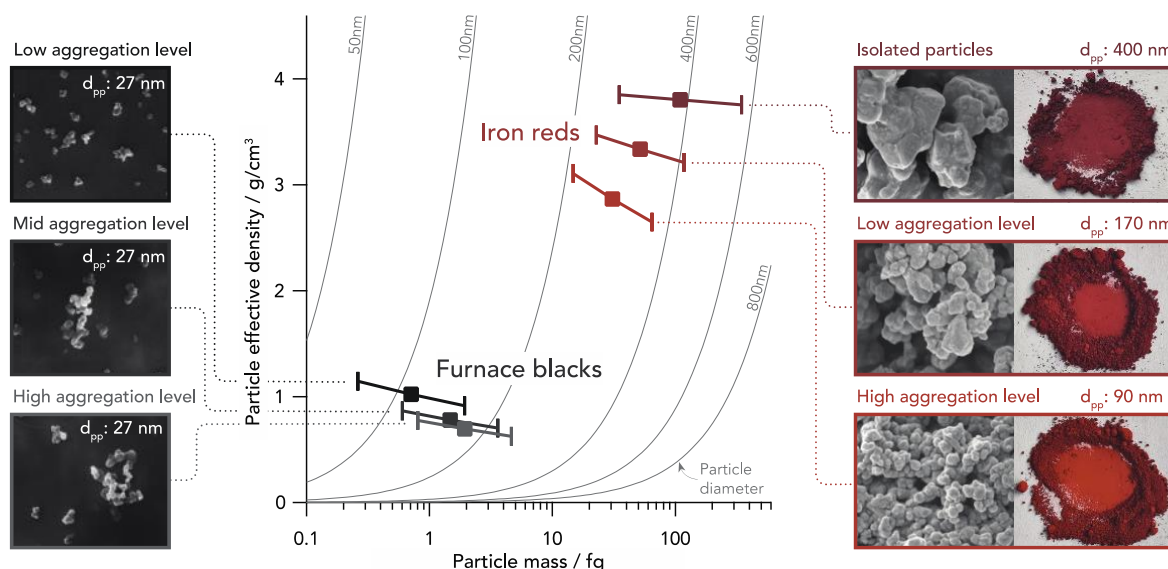 Low aggregation level
dpp: 27 nm
Mid aggregation level
dpp: 27 nm
High aggregation level
dpp: 27 nm
Particle effective density / g/cm³
4
3
2
1
0
50nm
100nm
200nm
400nm
600nm
800nm
Iron reds
Furnace blacks
Particle
diameter
0.1
1
10
100
Particle mass / fg
Isolated particles
dpp: 400 nm
Low aggregation level
dpp: 170 nm
High aggregation level
dpp: 90 nm